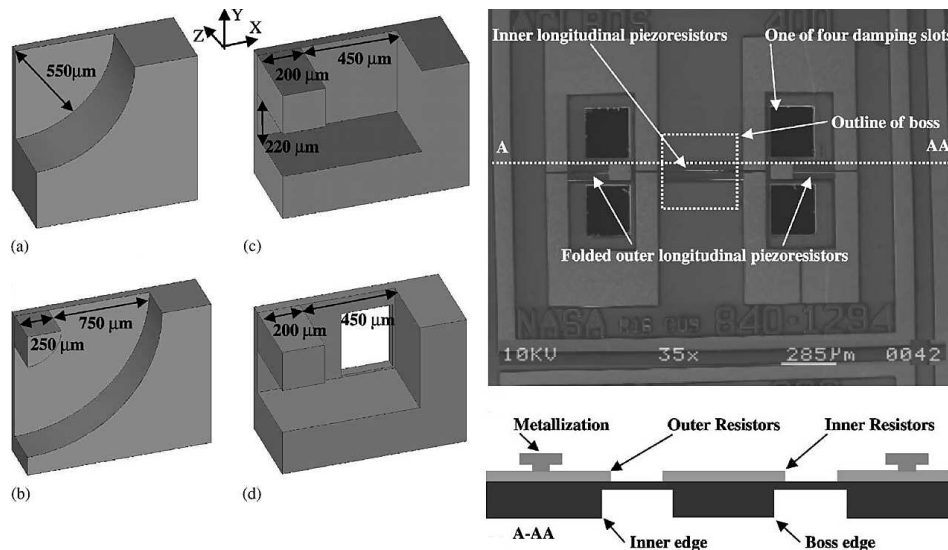 Y
Z
X
550µm
200 µm
450 µm
220 µm
(a)
(c)
750 µm
250 µm
200 µm
450 µm
(b)
(d)
400
Inner longitudinal piezoresistors
One of four damping slots
Outline of boss
A
AA
Folded outer longitudinal piezoresistors
NASA
840-1294
10KV 35x 285µm 0042
Metallization
Outer Resistors
Inner Resistors
A-AA
Inner edge
Boss edge